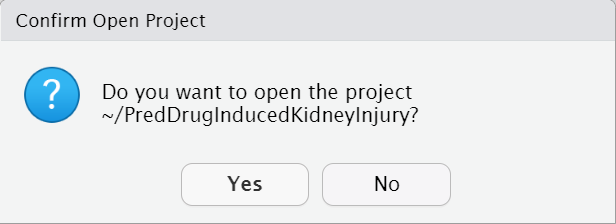 Confirm Open Project
?
Do you want to open the project
~/PredDrugInducedKidneyInjury?
Yes No